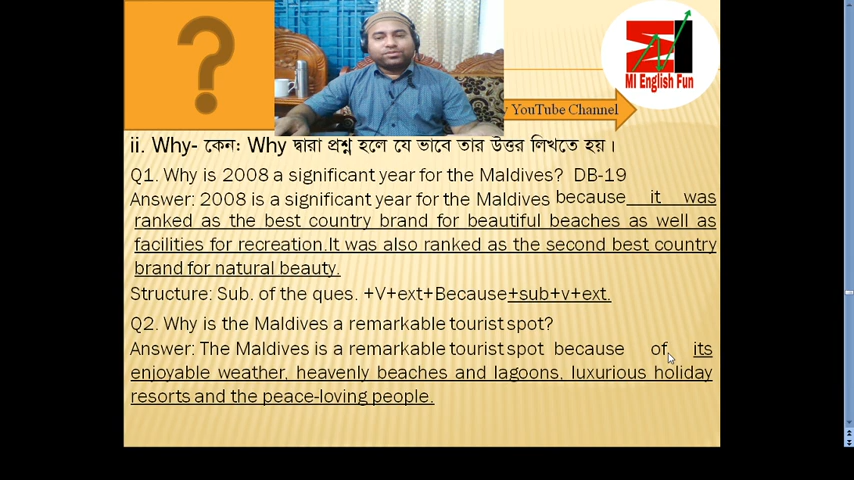 ?
MI English Fun
YouTube Channel
ii. Why- কেন: Why দ্বারা প্রশ্ন হলে যে ভাবে তার উত্তর লিখতে হয়।
Q1. Why is 2008 a significant year for the Maldives? DB-19
Answer: 2008 is a significant year for the Maldives because it was
ranked as the best country brand for beautiful beaches as well as
facilities for recreation.It was also ranked as the second best country
brand for natural beauty.
Structure: Sub. of the ques. +V+ext+Because+sub+v+ext.
Q2. Why is the Maldives a remarkable tourist spot?
Answer: The Maldives is a remarkable tourist spot because of its
enjoyable weather, heavenly beaches and lagoons, luxurious holiday
resorts and the peace-loving people.